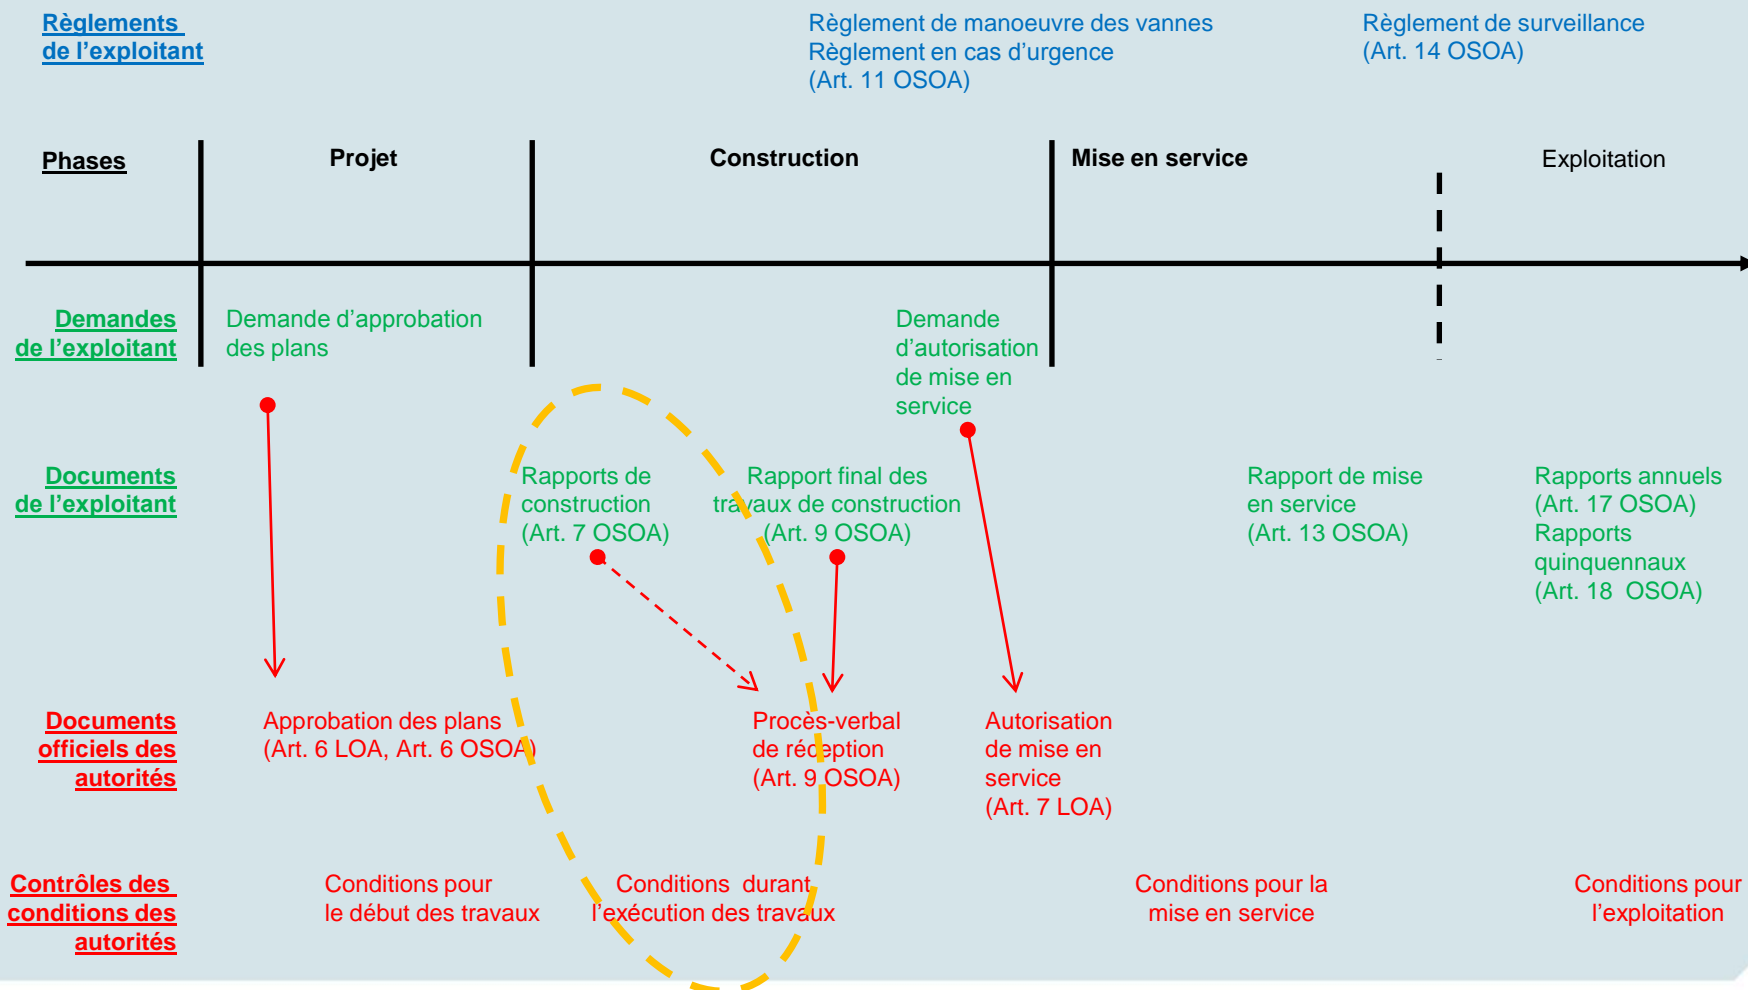 Règlements
de l’exploitant
Règlement de manoeuvre des vannes
Règlement en cas d’urgence
(Art. 11 OSOA)
Règlement de surveillance
(Art. 14 OSOA)
Phases
Projet
Construction
Mise en service
Exploitation
Demandes
de l’exploitant
Demande d’approbation
des plans
Demande
d’autorisation
de mise en
service
Documents
de l’exploitant
Rapports de
construction
(Art. 7 OSOA)
Rapport final des
travaux de construction
(Art. 9 OSOA)
Rapport de mise
en service
(Art. 13 OSOA)
Rapports annuels
(Art. 17 OSOA)
Rapports
quinquennaux
(Art. 18 OSOA)
Documents
officiels des
autorités
Approbation des plans
(Art. 6 LOA, Art. 6 OSOA)
Procès-verbal
de réception
(Art. 9 OSOA)
Autorisation
de mise en
service
(Art. 7 LOA)
Contrôles des
conditions des
autorités
Conditions pour
le début des travaux
Conditions durant
l’exécution des travaux
Conditions pour la
mise en service
Conditions pour
l’exploitation